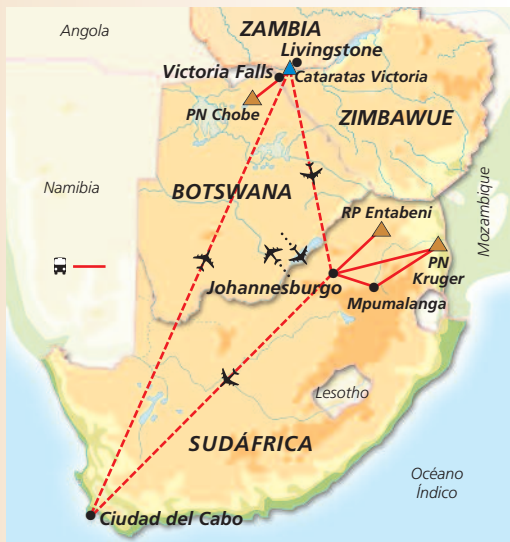 Angola
ZAMBIA
Livingstone
Victoria Falls
Cataratas Victoria
PN Chobe
ZIMBAWUE
Namibia
BOTSWANA
RP Entabeni
Mozambique
Johannesburgo
PN
Kruger
Mpumalanga
Lesotho
SUDÁFRICA
Océano
Índico
Ciudad del Cabo